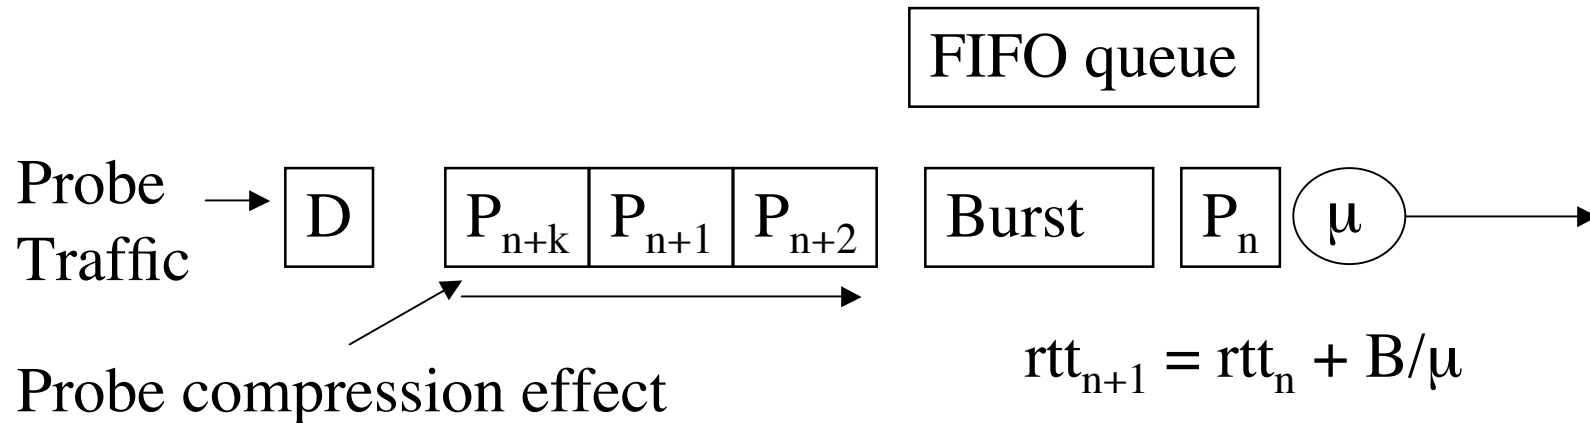 FIFO queue
Probe Traffic
D
Pₙ₊ₖ
Pₙ₊₁
Pₙ₊₂
Burst
Pₙ
μ
Probe compression effect
rttₙ₊₁ = rttₙ + B/μ